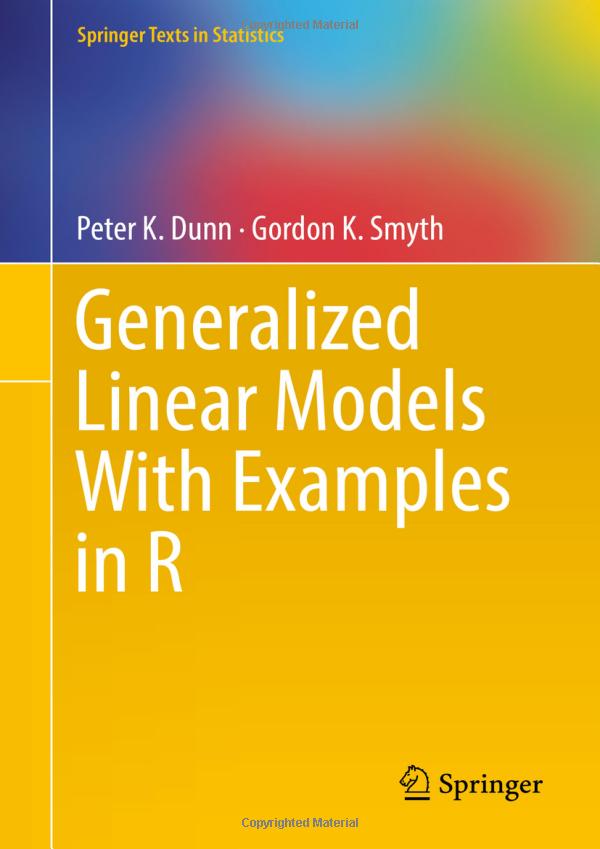 Copyrighted Material
Springer Texts in Statistics
Peter K. Dunn · Gordon K. Smyth
Generalized
Linear Models
With Examples
in R
Springer
Copyrighted Material